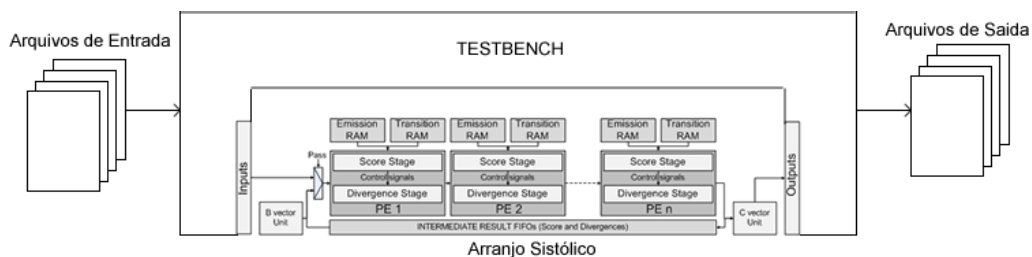 Arquivos de Entrada
TESTBENCH
Arquivos de Saida
Inputs
Pass
B vector
Unit
Emission
RAM
Transition
RAM
Score Stage
Control signals
Divergence Stage
PE 1
Emission
RAM
Transition
RAM
Score Stage
Control signals
Divergence Stage
PE 2
Emission
RAM
Transition
RAM
Score Stage
Control signals
Divergence Stage
PE n
INTERMEDIATE RESULT FIFOs (Score and Divergences)
C vector
Unit
Outputs
Arranjo Sistólico